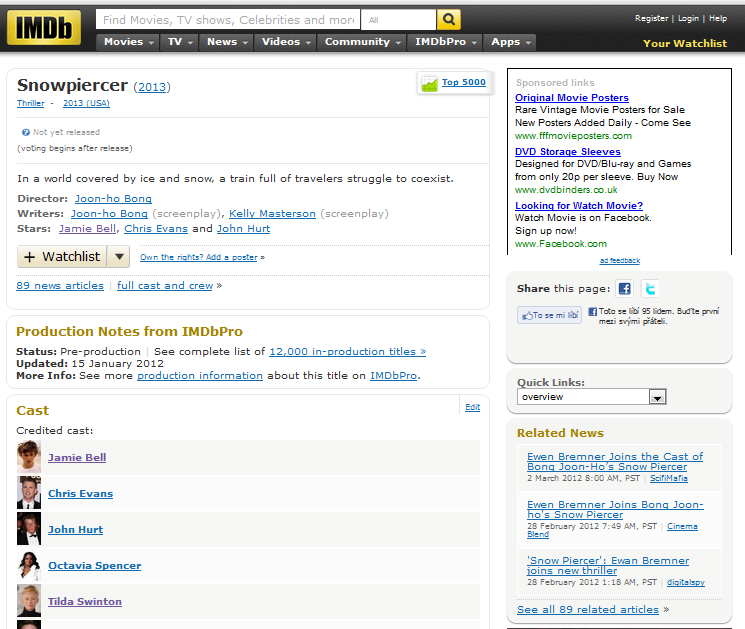 IMDb
Find Movies, TV shows, Celebrities and mor
All
Register | Login | Help
Movies TV News Videos Community IMDbPro Apps
Your Watchlist
Snowpiercer (2013)
Top 5000
Thriller - 2013 (USA)
Not yet released
(voting begins after release)
In a world covered by ice and snow, a train full of travelers struggle to coexist.
Director: Joon-ho Bong
Writers: Joon-ho Bong (screenplay), Kelly Masterson (screenplay)
Stars: Jamie Bell, Chris Evans and John Hurt
+ Watchlist
Own the rights? Add a poster »
89 news articles | full cast and crew »
Production Notes from IMDbPro
Status: Pre-production | See complete list of 12,000 in-production titles »
Updated: 15 January 2012
More Info: See more production information about this title on IMDbPro.
Cast
Edit
Credited cast:
Jamie Bell
Chris Evans
John Hurt
Octavia Spencer
Tilda Swinton
Sponsored links
Original Movie Posters
Rare Vintage Movie Posters for Sale
New Posters Added Daily - Come See
www.fffmovieposters.com
DVD Storage Sleeves
Designed for DVD/Blu-ray and Games
from only 20p per sleeve. Buy Now
www.dvdbinders.co.uk
Looking for Watch Movie?
Watch Movie is on Facebook.
Sign up now!
www.Facebook.com
ad feedback
Share this page:
To se mi líbí
Toto se líbí 95 lidem. Buďte první
mezi svými přáteli.
Quick Links:
overview
Related News
Ewen Bremner Joins the Cast of
Bong Joon-Ho's Snow Piercer
2 March 2012 8:00 AM, PST | SciFiMafia
Ewen Bremner Joins Bong Joon-
ho's Snow Piercer
28 February 2012 7:49 AM, PST | Cinema
Blend
'Snow Piercer': Ewan Bremner
joins new thriller
28 February 2012 1:18 AM, PST | digitalspy
See all 89 related articles »